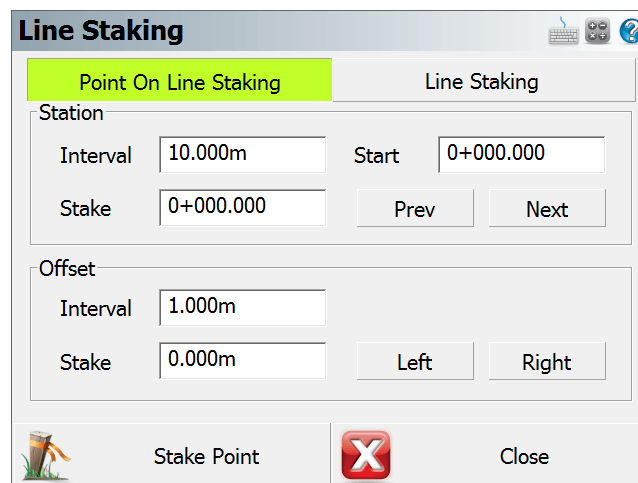 Line Staking
Point On Line Staking Line Staking
Station
Interval 10.000m Start 0+000.000
Stake 0+000.000 Prev Next
Offset
Interval 1.000m
Stake 0.000m Left Right
Stake Point Close